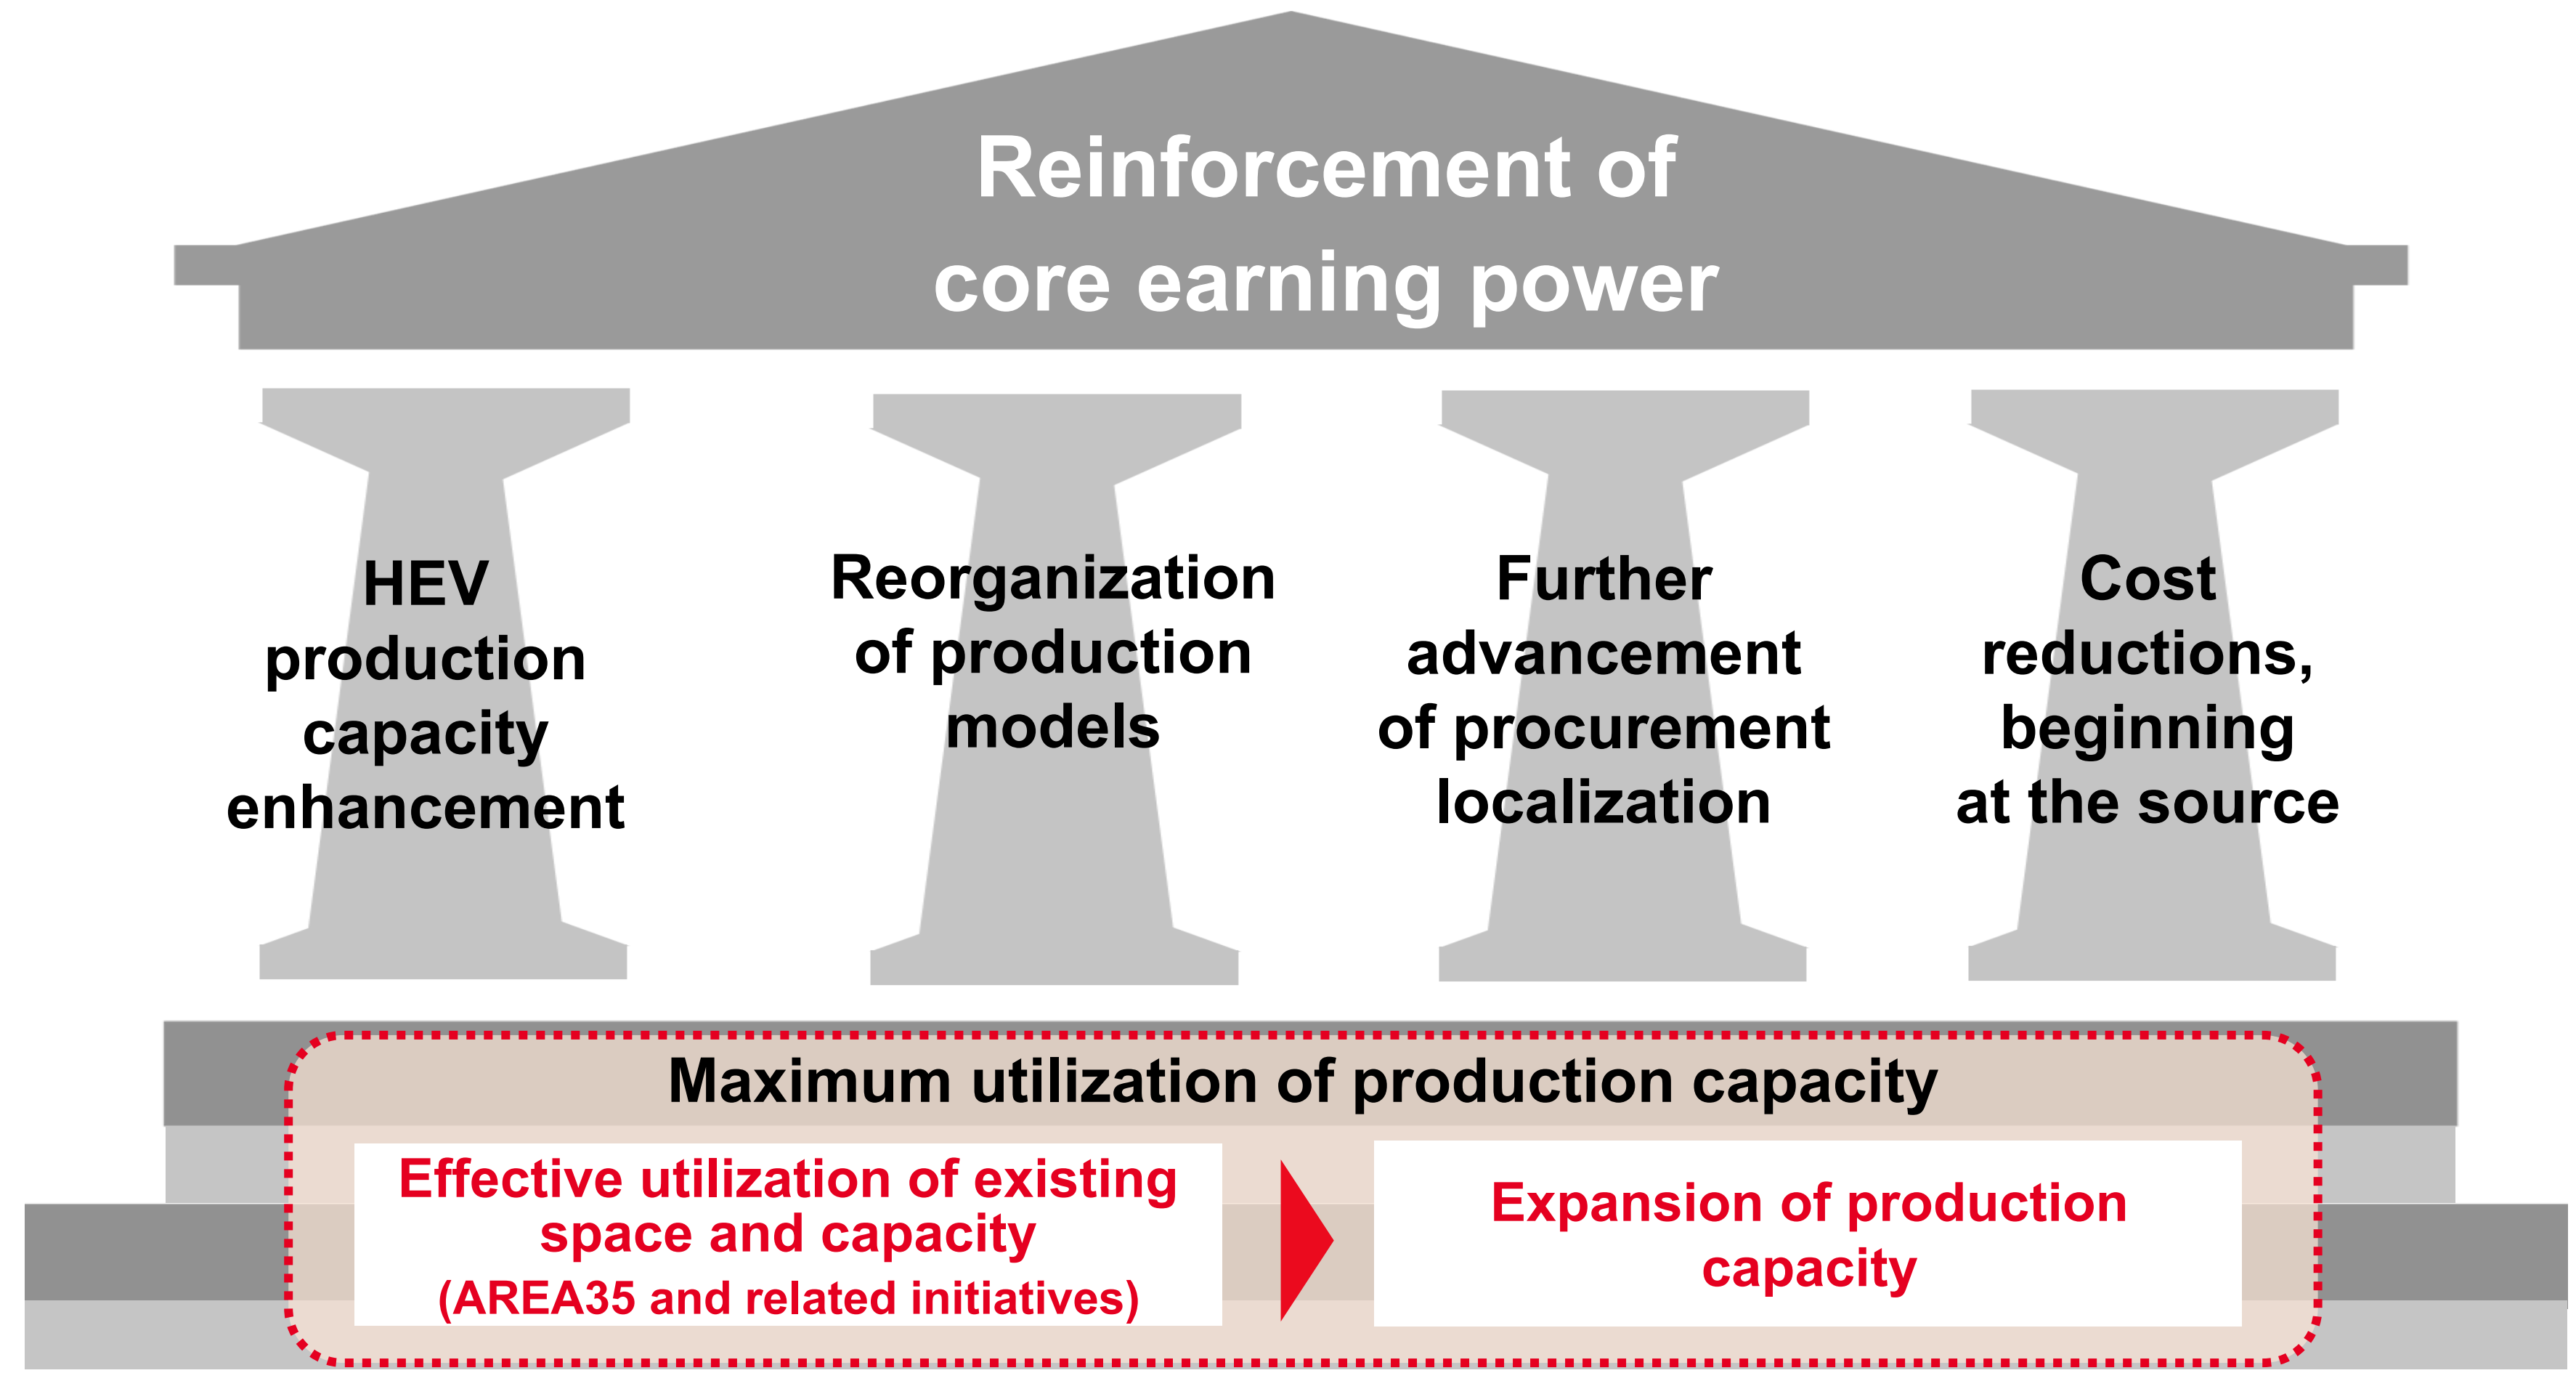 Reinforcement of
core earning power
HEV
production
capacity
enhancement
Reorganization
of production
models
Further
advancement
of procurement
localization
Cost
reductions,
beginning
at the source
Maximum utilization of production capacity
Effective utilization of existing
space and capacity
(AREA35 and related initiatives)
Expansion of production
capacity